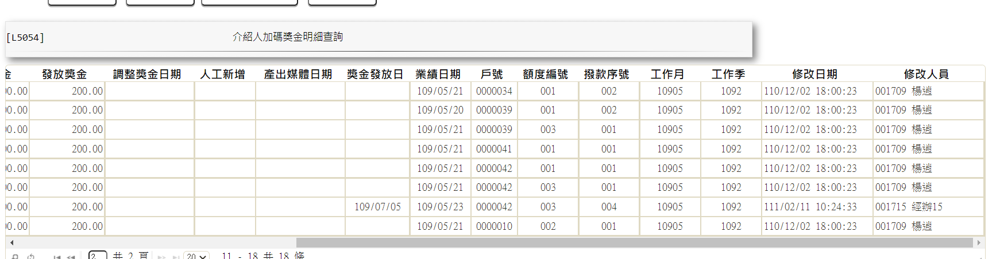 [L5054] 介紹人加碼獎金明細查詢
金 發放獎金 調整獎金日期 人工新增 產出媒體日期 獎金發放日 業績日期 戶號 額度編號 撥款序號 工作月 工作季 修改日期 修改人員
00.00 200.00 109/05/21 0000034 001 002 10905 1092 110/12/02 18:00:23 001709 楊逍
00.00 200.00 109/05/20 0000039 001 002 10905 1092 110/12/02 18:00:23 001709 楊逍
00.00 200.00 109/05/21 0000039 003 001 10905 1092 110/12/02 18:00:23 001709 楊逍
00.00 200.00 109/05/21 0000041 001 001 10905 1092 110/12/02 18:00:23 001709 楊逍
00.00 200.00 109/05/21 0000042 001 001 10905 1092 110/12/02 18:00:23 001709 楊逍
00.00 200.00 109/05/21 0000042 003 001 10905 1092 110/12/02 18:00:23 001709 楊逍
00.00 200.00 109/07/05 109/05/23 0000042 003 004 10905 1092 111/02/11 10:24:33 001715 經辦15
00.00 200.00 109/05/21 0000010 002 001 10905 1092 110/12/02 18:00:23 001709 楊逍
2 共 2 頁 20 11 - 18 共 18 條